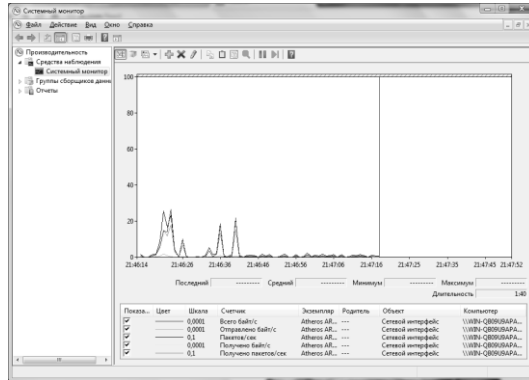 Системный монитор
Файл Действие Вид Окно Справка
Производительность
Средства наблюдения
Системный монитор
Группы сборщиков данн
Отчеты
100
80
60
40
20
0
21:46:14 21:46:26 21:46:36 21:46:46 21:46:56 21:47:06 21:47:16 21:47:25 21:47:35 21:47:45 21:47:52
Последний --------- Средний --------- Минимум --------- Максимум ---------
Длительность 1:40
Показа... Цвет Шкала Счетчик Экземпляр Родитель Объект Компьютер
0,0001 Всего байт/с Atheros AR... --- Сетевой интерфейс \\WIN-QB09U9APA...
0,0001 Отправлено байт/с Atheros AR... --- Сетевой интерфейс \\WIN-QB09U9APA...
0,1 Пакетов/сек Atheros AR... --- Сетевой интерфейс \\WIN-QB09U9APA...
0,0001 Получено байт/с Atheros AR... --- Сетевой интерфейс \\WIN-QB09U9APA...
0,1 Получено пакетов/сек Atheros AR... --- Сетевой интерфейс \\WIN-QB09U9APA...